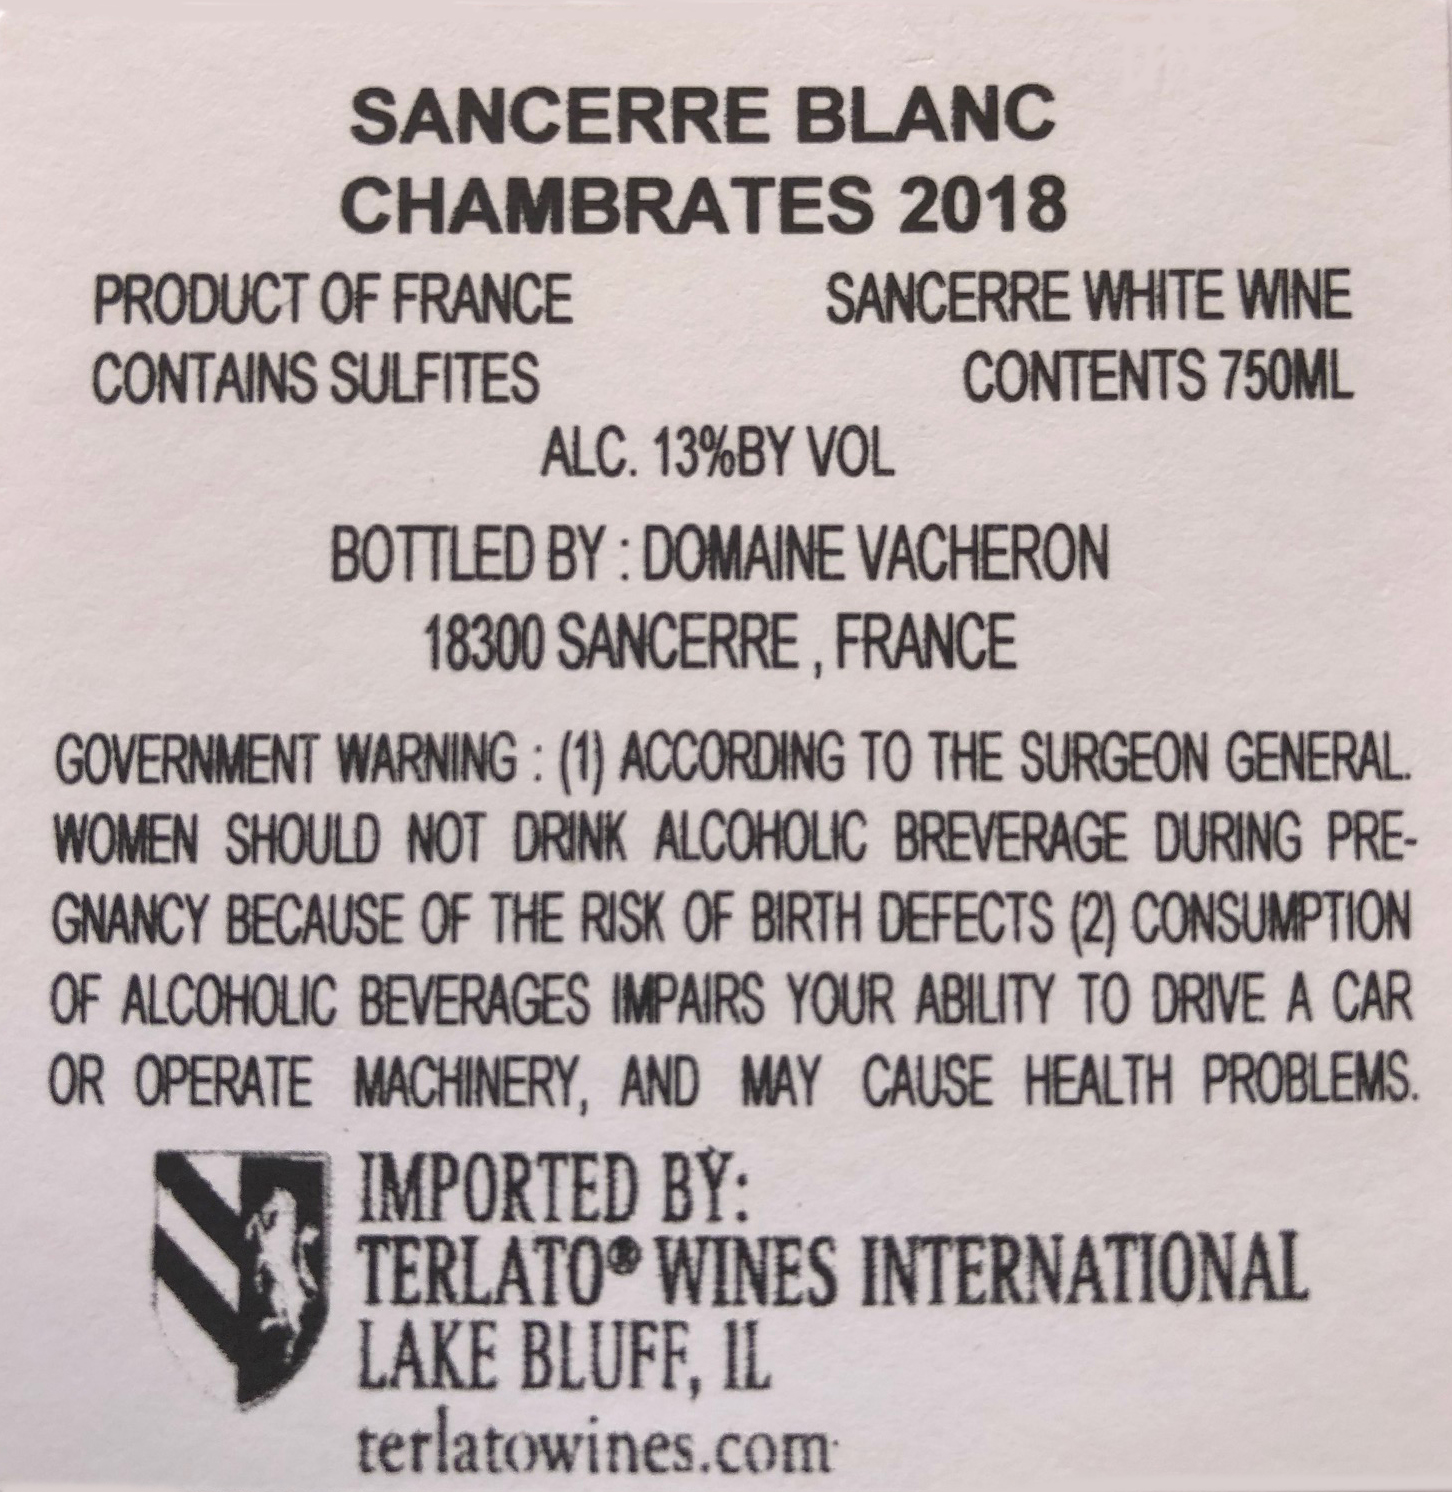 SANCERRE BLANC
CHAMBRATES 2018
PRODUCT OF FRANCE SANCERRE WHITE WINE
CONTAINS SULFITES CONTENTS 750ML
ALC. 13%BY VOL
BOTTLED BY : DOMAINE VACHERON
18300 SANCERRE , FRANCE
GOVERNMENT WARNING : (1) ACCORDING TO THE SURGEON GENERAL.
WOMEN SHOULD NOT DRINK ALCOHOLIC BREVERAGE DURING PRE-
GNANCY BECAUSE OF THE RISK OF BIRTH DEFECTS (2) CONSUMPTION
OF ALCOHOLIC BEVERAGES IMPAIRS YOUR ABILITY TO DRIVE A CAR
OR OPERATE MACHINERY, AND MAY CAUSE HEALTH PROBLEMS.
IMPORTED BY:
TERLATO® WINES INTERNATIONAL
LAKE BLUFF, IL
terlatowines.com